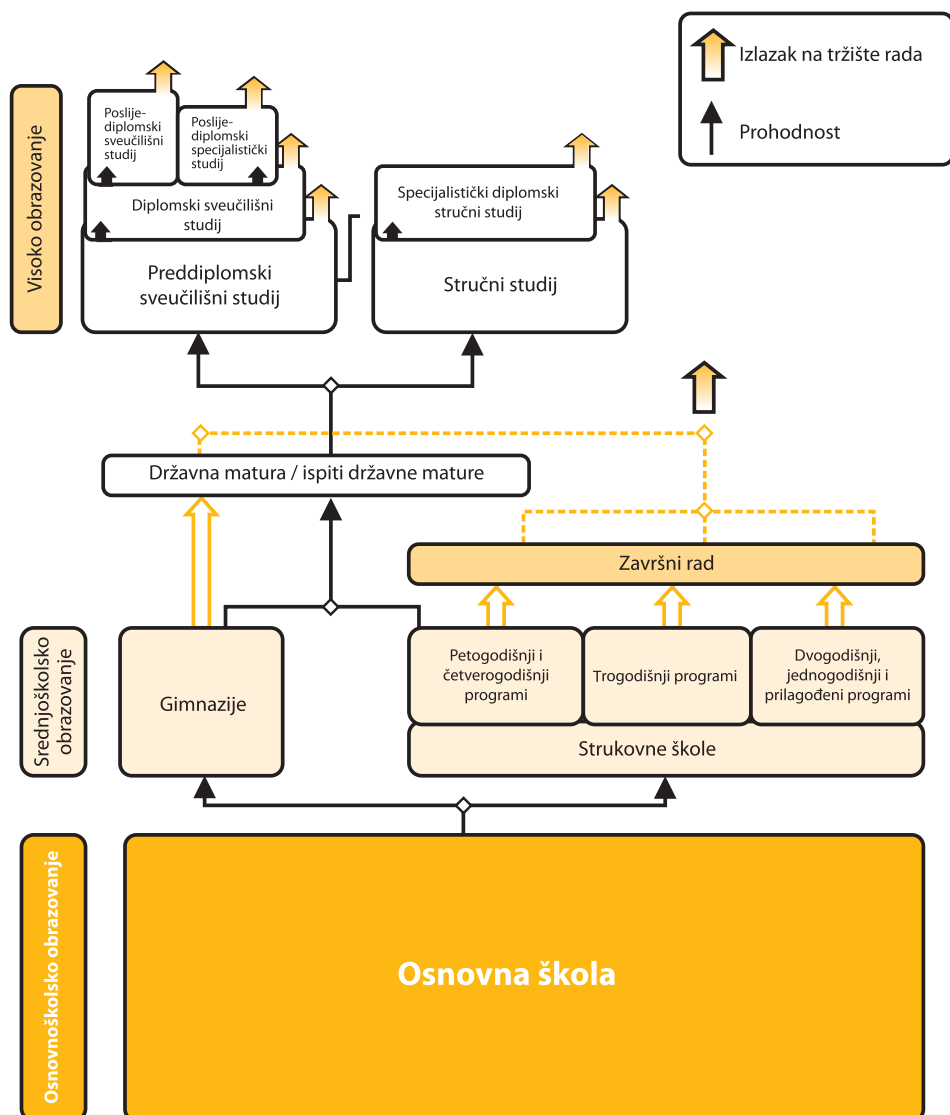 Izlazak na tržište rada
Prohodnost
Visoko obrazovanje
Poslije-
diplomski
sveučilišni
studij
Poslije-
diplomski
specijalistički
studij
Diplomski sveučilišni
studij
Preddiplomski
sveučilišni studij
Specijalistički diplomski
stručni studij
Stručni studij
Državna matura / ispiti državne mature
Završni rad
Srednjoškolsko
obrazovanje
Gimnazije
Petogodišnji i
četverogodišnji
programi
Trogodišnji programi
Dvogodišnji,
jednogodišnji i
prilagođeni programi
Strukovne škole
Osnovnoškolsko obrazovanje
Osnovna škola